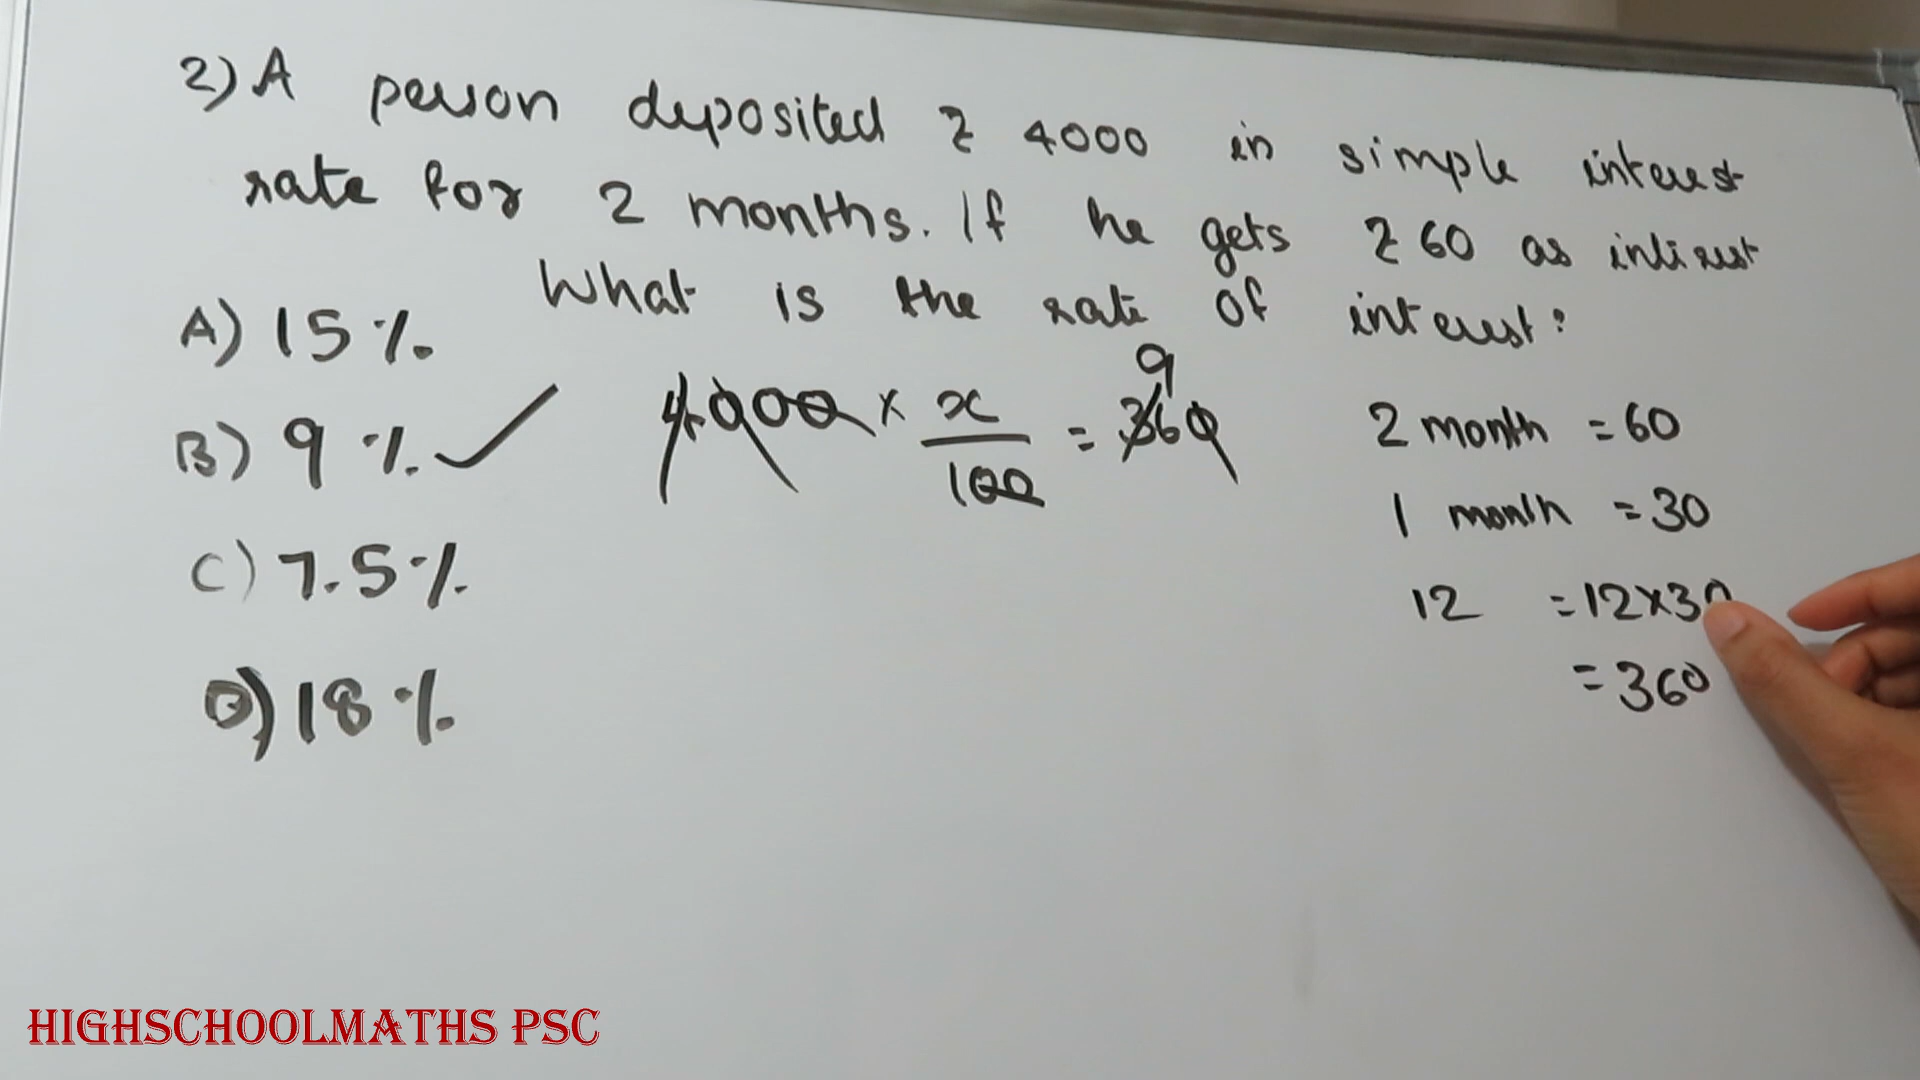 2) A person deposited ₹ 4000 in simple interest
rate for 2 months. If he gets ₹ 60 as interest
What is the rate of interest?
A) 15 %.
B) 9 %. ✓
C) 7.5 %.
D) 18 %.
4000 × x/100 = 360
9
2 month = 60
1 month = 30
12 = 12×30
= 360
HIGHSCHOOLMATHS PSC